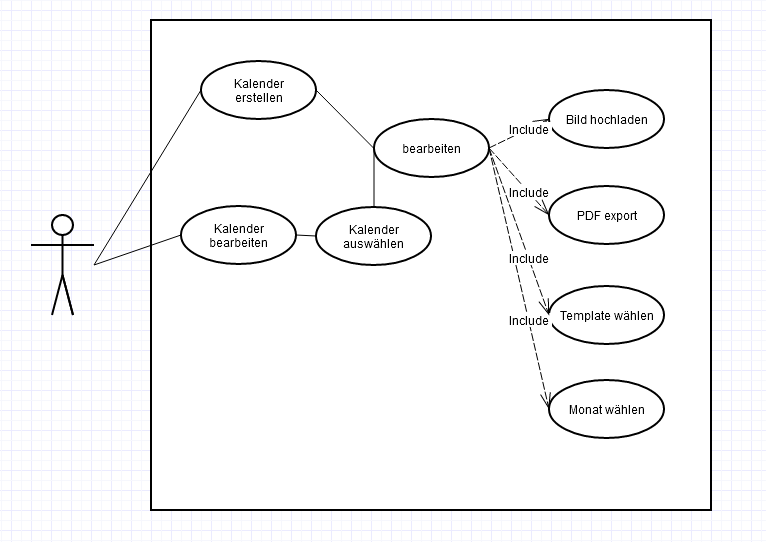 Kalender
erstellen
bearbeiten
Kalender
bearbeiten
Kalender
auswählen
Include
Bild hochladen
Include
PDF export
Include
Template wählen
Include
Monat wählen